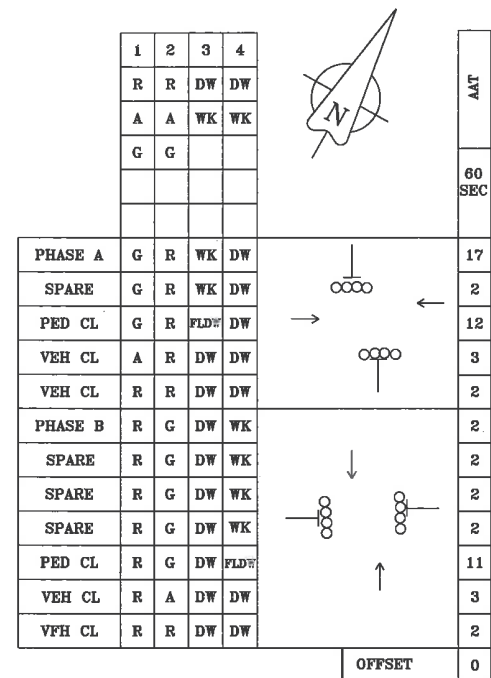 1 2 3 4
R R DW DW
A A WK WK AAT
G G
N
60
SEC
PHASE A G R WK DW 17
SPARE G R WK DW 2
PED CL G R FLDW DW 12
VEH CL A R DW DW 3
VEH CL R R DW DW 2
PHASE B R G DW WK 2
SPARE R G DW WK 2
SPARE R G DW WK 2
SPARE R G DW WK 2
PED CL R G DW FLDW 11
VEH CL R A DW DW 3
VFH CL R R DW DW 2
OFFSET 0